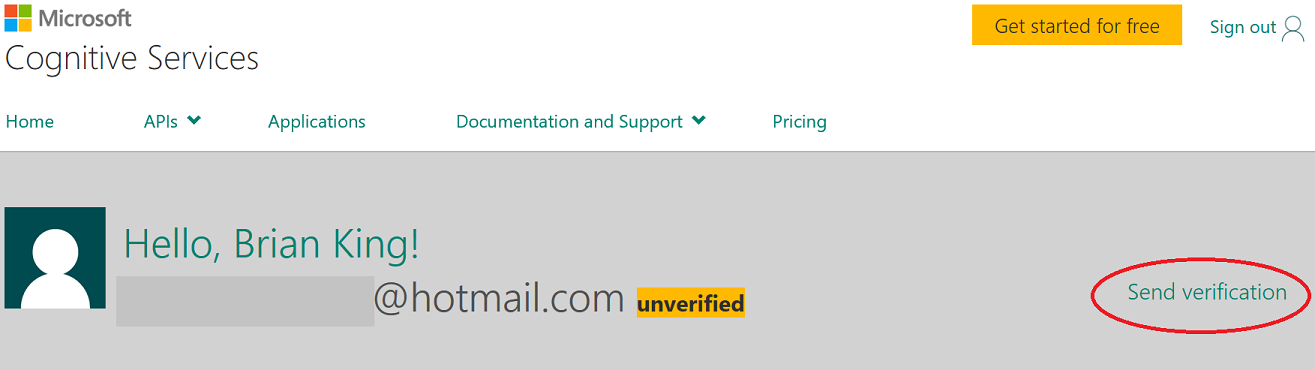 Microsoft
Cognitive Services
Get started for free
Sign out
Home APIs Applications Documentation and Support Pricing
Hello, Brian King!
@hotmail.com unverified
Send verification